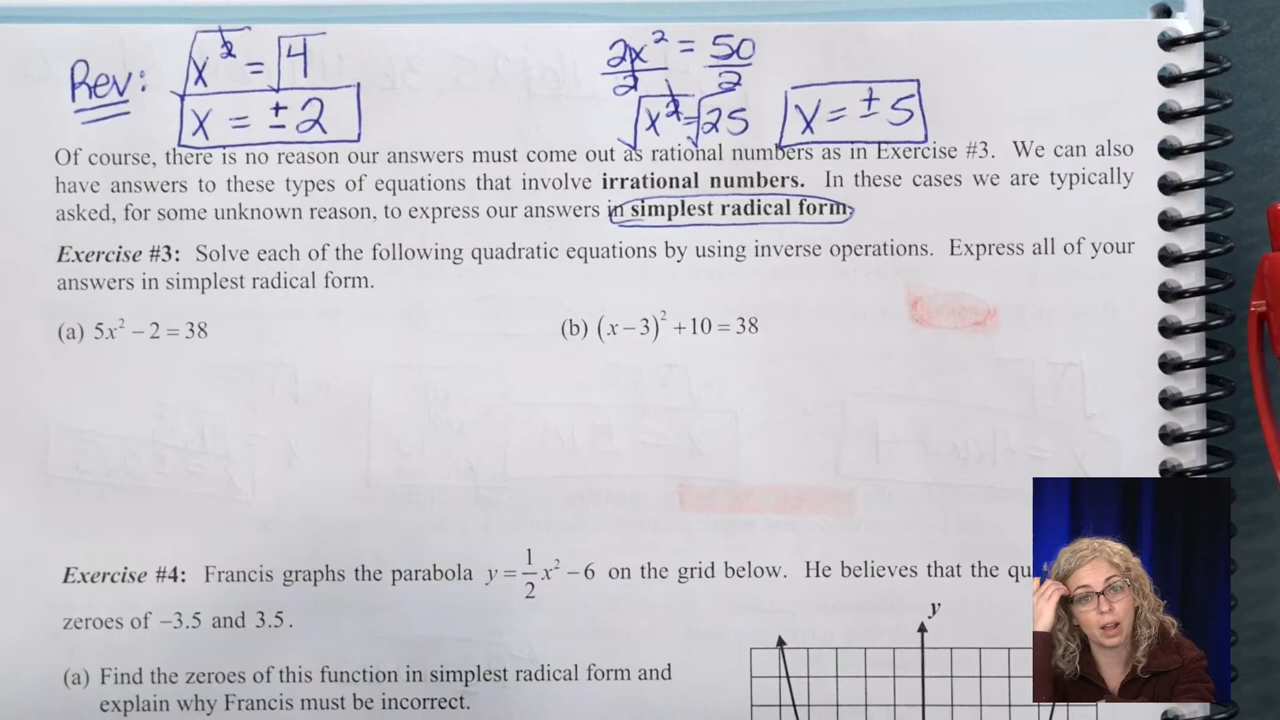 Rev: √x² = √4 2x² = 50
2 2
x = ±2 √x² = √25 x = ±5
Of course, there is no reason our answers must come out as rational numbers as in Exercise #3. We can also
have answers to these types of equations that involve irrational numbers. In these cases we are typically
asked, for some unknown reason, to express our answers in simplest radical form.
Exercise #3: Solve each of the following quadratic equations by using inverse operations. Express all of your
answers in simplest radical form.
(a) 5x² − 2 = 38 (b) (x − 3)² + 10 = 38
Exercise #4: Francis graphs the parabola y = 1/2 x² − 6 on the grid below. He believes that the qu
zeroes of −3.5 and 3.5.
y
(a) Find the zeroes of this function in simplest radical form and
explain why Francis must be incorrect.